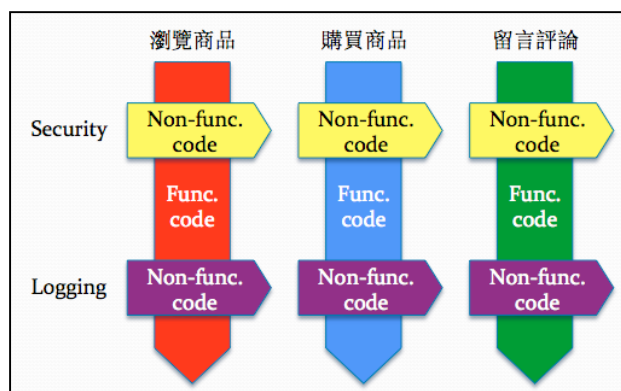 瀏覽商品
購買商品
留言評論
Security
Non-func.
code
Non-func.
code
Non-func.
code
Func.
code
Func.
code
Func.
code
Logging
Non-func.
code
Non-func.
code
Non-func.
code